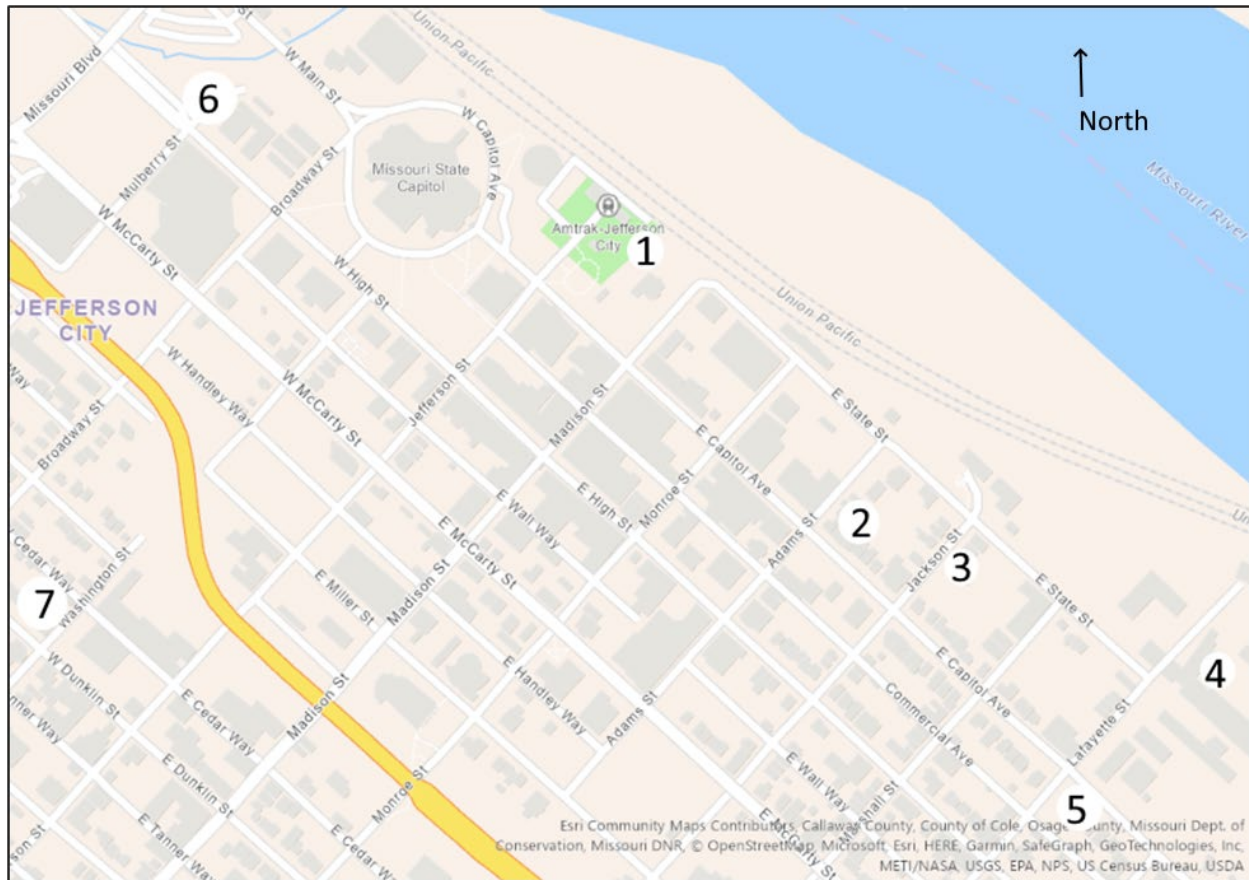 Union Pacific
North
Missouri Blvd
W Main St
St
6
Mulberry St
Broadway St
W Capitol Ave
Missouri State
Capitol
Missouri River
Amtrak-Jefferson
City
1
W McCarty St
W High St
Union Pacific
JEFFERSON
CITY
W Handley Way
W McCarty St
Jefferson St
Madison St
E State St
Way
Broadway St
E Capitol Ave
E Wall Way
E High St
Monroe St
2
Adams St
Jackson St
3
E Cedar Way
Washington St
7
E Miller St
Madison St
E McCarty St
E State St
W Dunklin St
E Cedar Way
Madison St
E Handley Way
Adams St
E Capitol Ave
Commercial Ave
Lafayette St
4
E Dunklin St
Monroe St
E Wall Way
Marshall St
5
E Tanner Way
E Cedar Way
E McCarty St
Esri Community Maps Contributors, Callaway County, County of Cole, Osage County, Missouri Dept. of
Conservation, Missouri DNR, © OpenStreetMap, Microsoft, Esri, HERE, Garmin, SafeGraph, GeoTechnologies, Inc,
METI/NASA, USGS, EPA, NPS, US Census Bureau, USDA